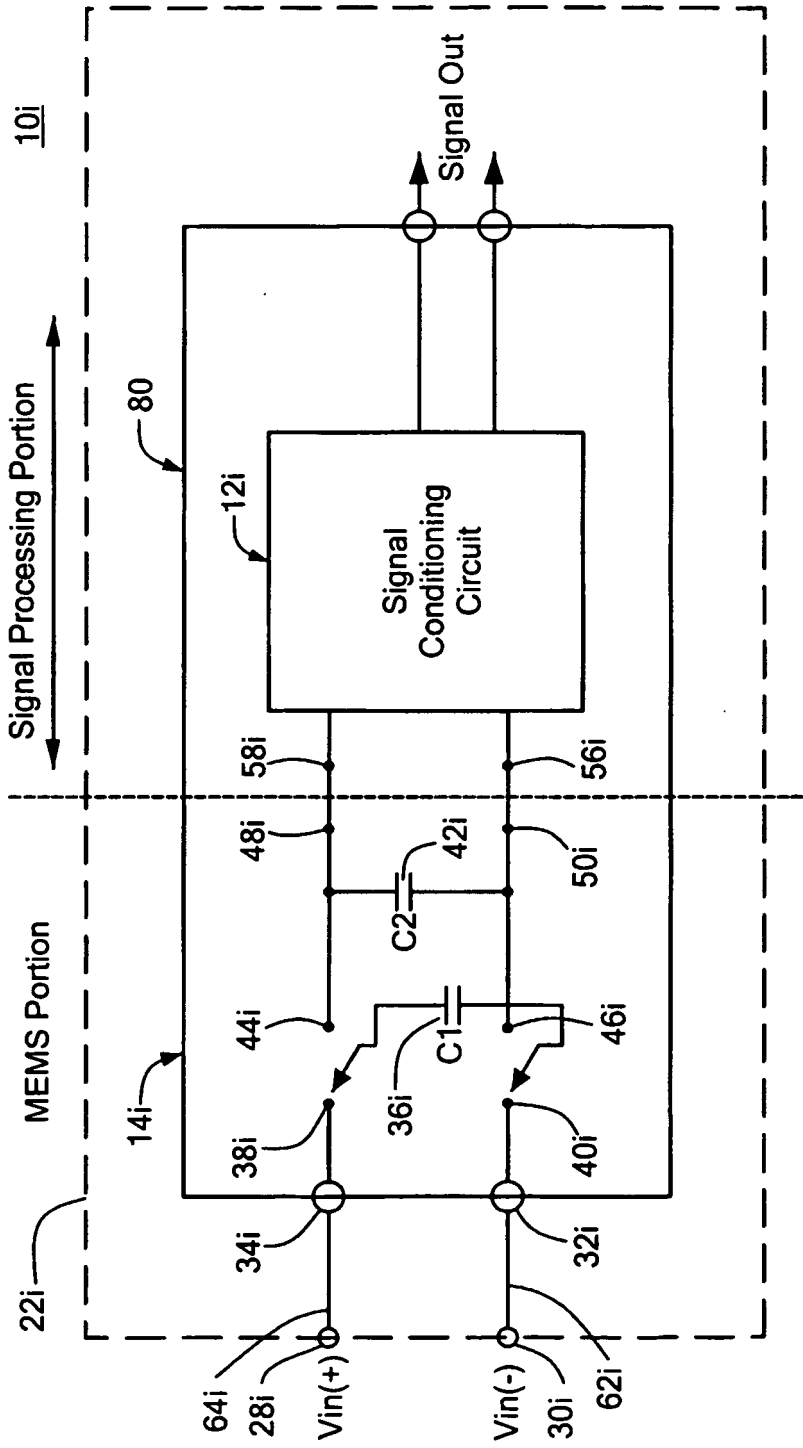 10i
Signal Processing Portion
MEMS Portion
22i
14i
80
12i
Signal
Conditioning
Circuit
Signal Out
64i
28i
Vin(+)
34i
38i
44i
48i
58i
C2
42i
C1
36i
Vin(-)
30i
62i
32i
40i
46i
50i
56i